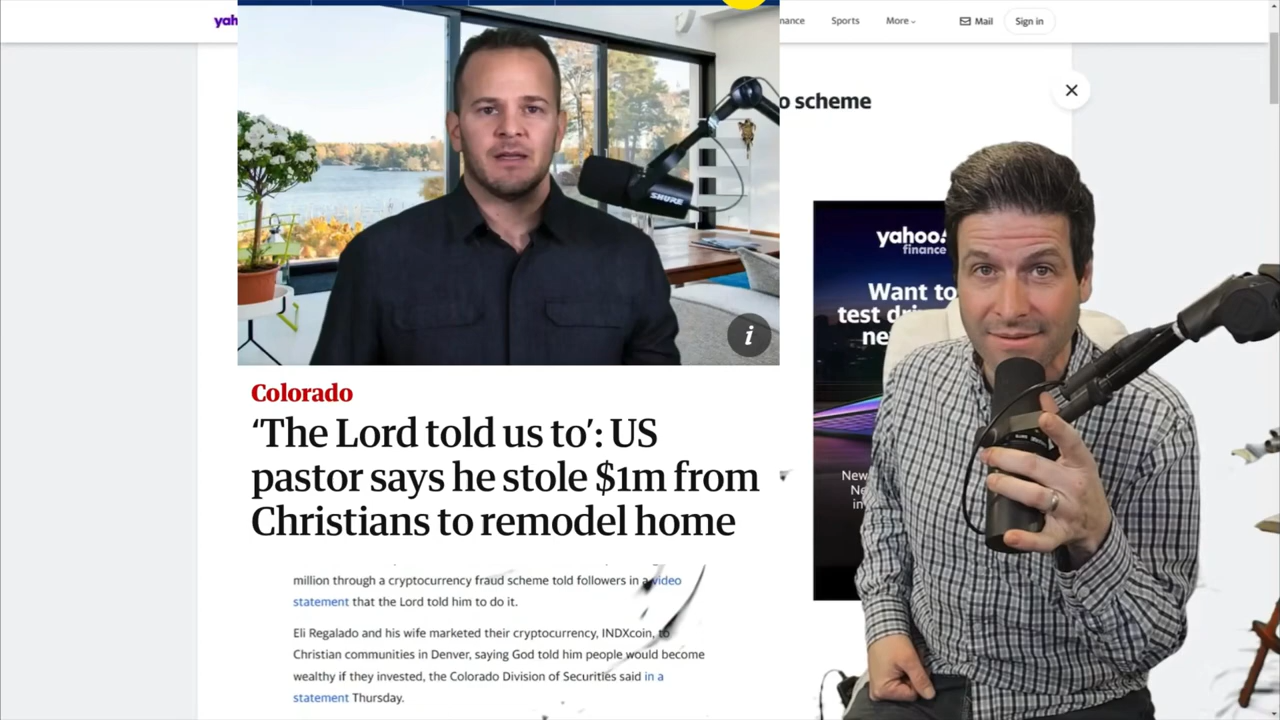 yah
nance
Sports
More
Mail
Sign in
o scheme
SHURE
i
yahoo!
finance
Want to
test dri
ne
New
Ne
in
Colorado
‘The Lord told us to’: US
pastor says he stole $1m from
Christians to remodel home
million through a cryptocurrency fraud scheme told followers in a video
statement that the Lord told him to do it.
Eli Regalado and his wife marketed their cryptocurrency, INDXcoin, to
Christian communities in Denver, saying God told him people would become
wealthy if they invested, the Colorado Division of Securities said in a
statement Thursday.